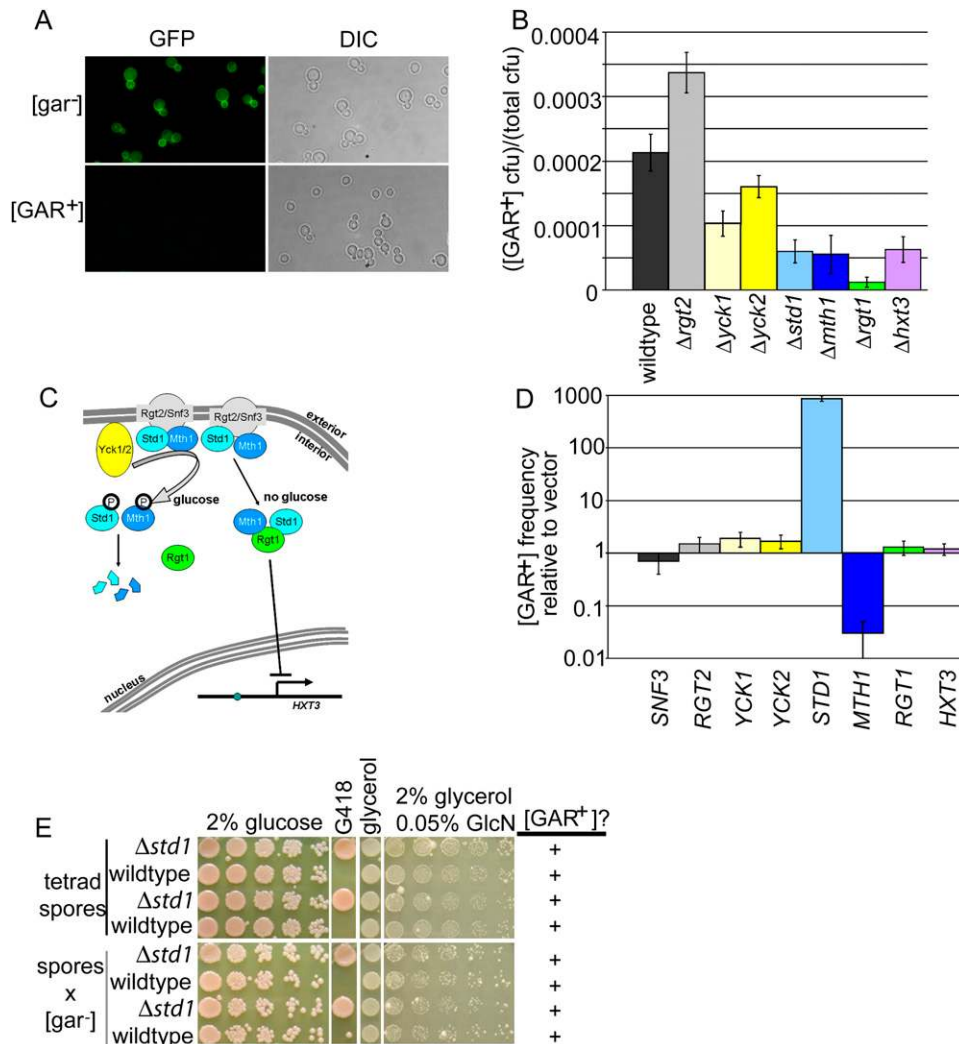 A
GFP
DIC
[gar-]
[GAR+]
B
([GAR+] cfu)/(total cfu)
0.0004
0.0003
0.0002
0.0001
0
wildtype
Δrgt2
Δyck1
Δyck2
Δstd1
Δmth1
Δrgt1
Δhxt3
C
Rgt2/Snf3
Rgt2/Snf3
exterior
interior
Yck1/2
Std1
Mth1
Std1
Mth1
P
P
glucose
no glucose
Std1
Mth1
Mth1
Std1
Rgt1
Rgt1
nucleus
HXT3
D
[GAR+] frequency
relative to vector
1000
100
10
1
0.1
0.01
SNF3
RGT2
YCK1
YCK2
STD1
MTH1
RGT1
HXT3
E
2% glucose
G418
glycerol
2% glycerol
0.05% GlcN
[GAR+]?
tetrad
spores
Δstd1
+
wildtype
+
Δstd1
+
wildtype
+
spores
x
[gar-]
Δstd1
+
wildtype
+
Δstd1
+
wildtype
+